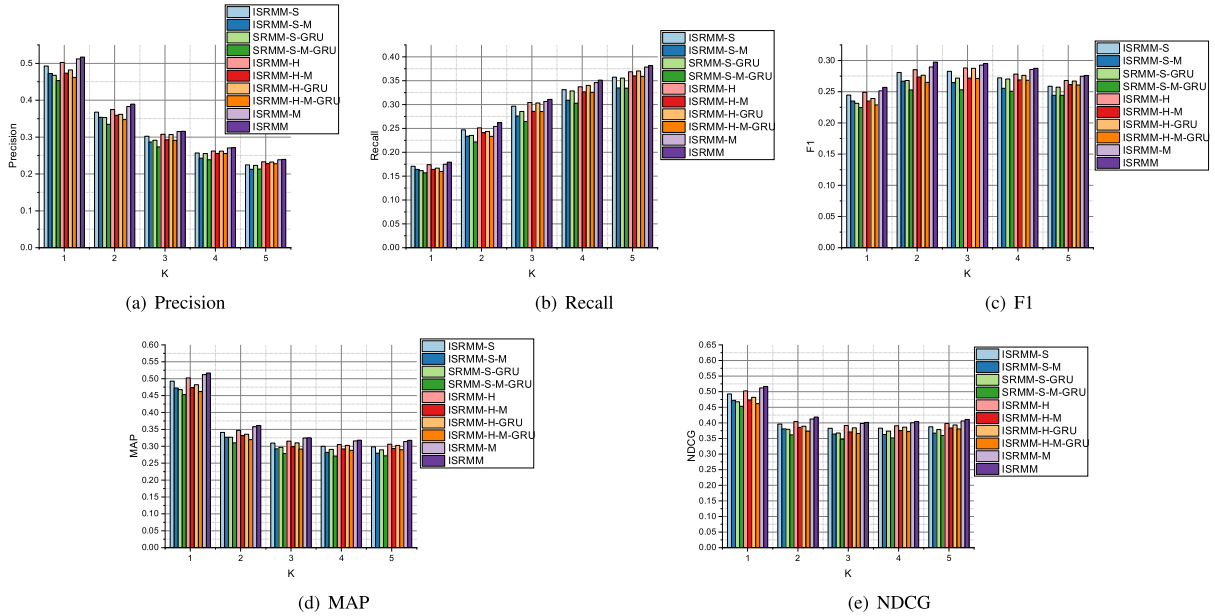 ISRMM-S
ISRMM-S-M
SRMM-S-GRU
SRMM-S-M-GRU
ISRMM-H
ISRMM-H-M
ISRMM-H-GRU
ISRMM-H-M-GRU
ISRMM-M
ISRMM
Precision
0.5
0.4
0.3
0.2
0.1
0.0
1 2 3 4 5
K
(a) Precision
ISRMM-S
ISRMM-S-M
SRMM-S-GRU
SRMM-S-M-GRU
ISRMM-H
ISRMM-H-M
ISRMM-H-GRU
ISRMM-H-M-GRU
ISRMM-M
ISRMM
Recall
0.40
0.35
0.30
0.25
0.20
0.15
0.10
0.05
0.00
1 2 3 4 5
K
(b) Recall
ISRMM-S
ISRMM-S-M
SRMM-S-GRU
SRMM-S-M-GRU
ISRMM-H
ISRMM-H-M
ISRMM-H-GRU
ISRMM-H-M-GRU
ISRMM-M
ISRMM
F1
0.30
0.25
0.20
0.15
0.10
0.05
0.00
1 2 3 4 5
K
(c) F1
ISRMM-S
ISRMM-S-M
SRMM-S-GRU
SRMM-S-M-GRU
ISRMM-H
ISRMM-H-M
ISRMM-H-GRU
ISRMM-H-M-GRU
ISRMM-M
ISRMM
MAP
0.60
0.55
0.50
0.45
0.40
0.35
0.30
0.25
0.20
0.15
0.10
0.05
0.00
1 2 3 4 5
K
(d) MAP
ISRMM-S
ISRMM-S-M
SRMM-S-GRU
SRMM-S-M-GRU
ISRMM-H
ISRMM-H-M
ISRMM-H-GRU
ISRMM-H-M-GRU
ISRMM-M
ISRMM
NDCG
0.65
0.60
0.55
0.50
0.45
0.40
0.35
0.30
0.25
0.20
0.15
0.10
0.05
0.00
1 2 3 4 5
K
(e) NDCG